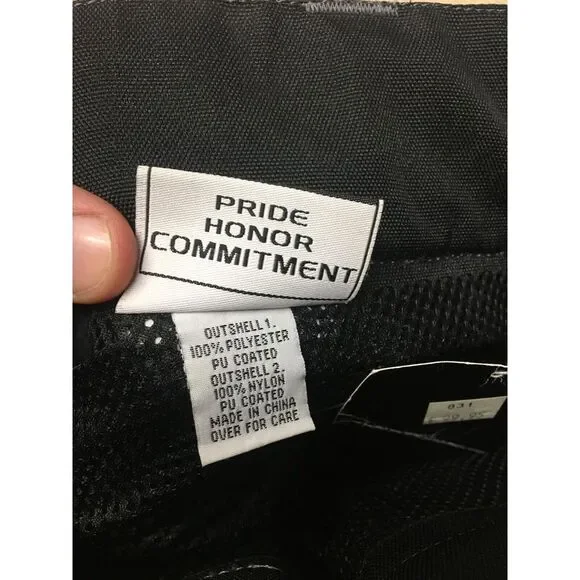 PRIDE
HONOR
COMMITMENT
OUTSHELL 1.
100% POLYESTER
PU COATED
OUTSHELL 2.
100% NYLON
PU COATED
MADE IN CHINA
OVER FOR CARE
831